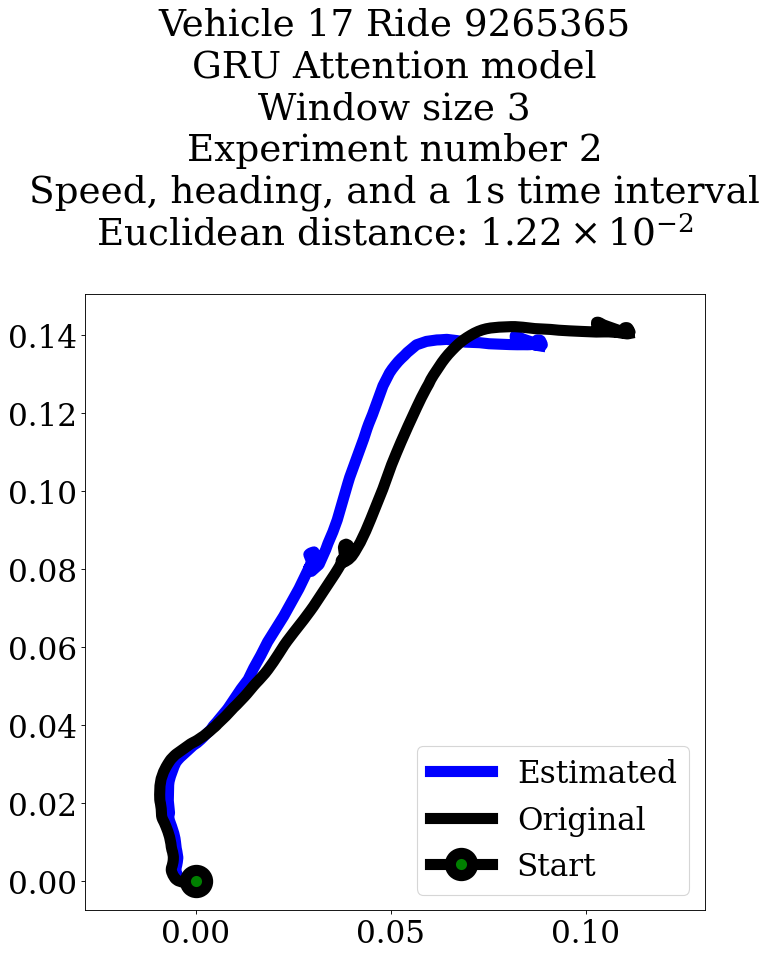 Vehicle 17 Ride 9265365
GRU Attention model
Window size 3
Experiment number 2
Speed, heading, and a 1s time interval
Euclidean distance: 1.22 × 10⁻²
0.14
0.12
0.10
0.08
0.06
0.04
0.02
0.00
0.00 0.05 0.10
Estimated
Original
Start